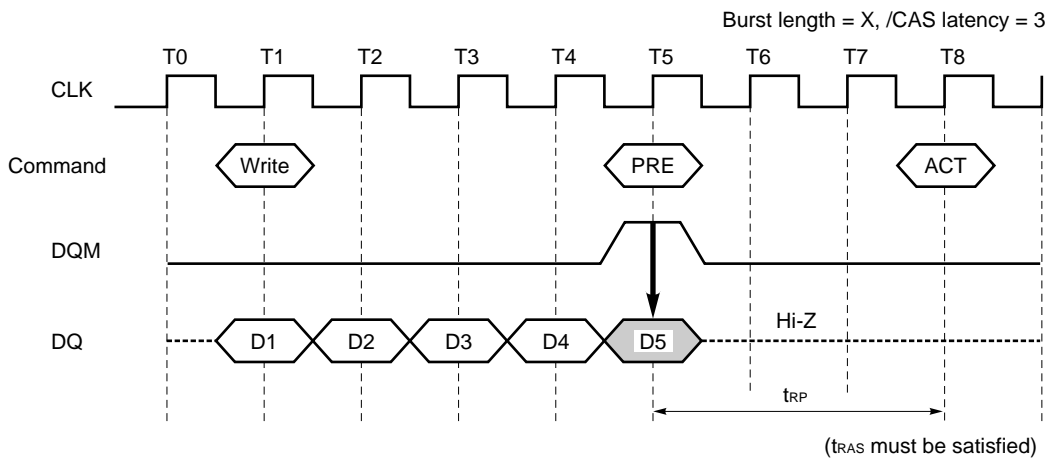 Burst length = X, /CAS latency = 3
T0 T1 T2 T3 T4 T5 T6 T7 T8
CLK
Command Write PRE ACT
DQM
Hi-Z
DQ D1 D2 D3 D4 D5
tRP
(tRAS must be satisfied)